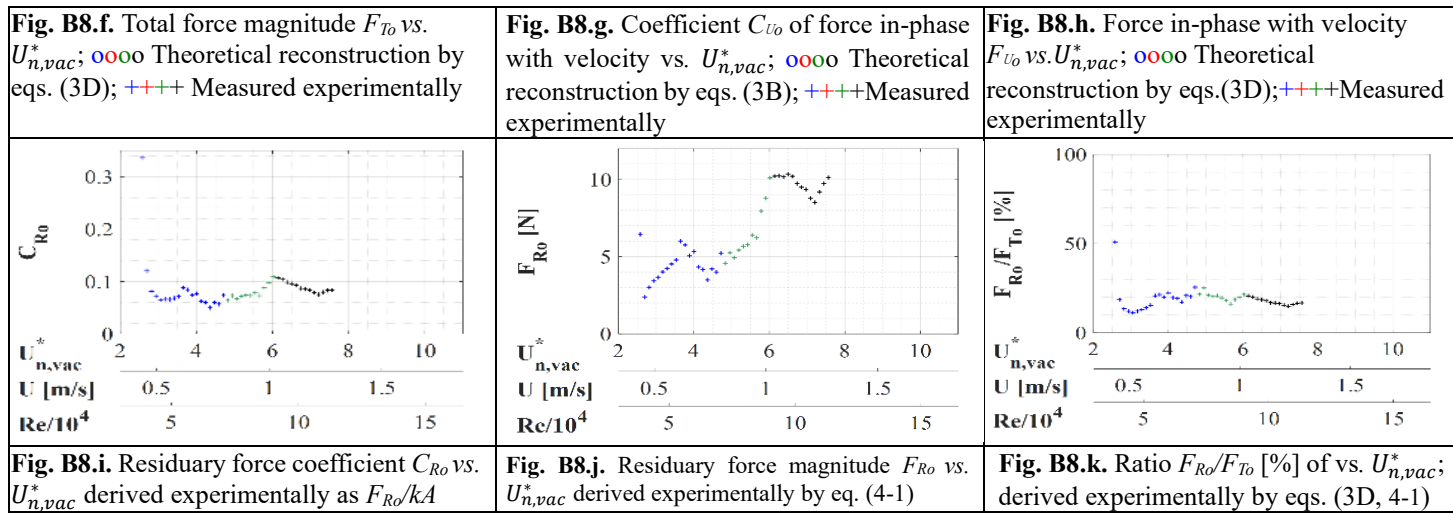 Fig. B8.f. Total force magnitude F_To vs.
U*_n,vac; oooo Theoretical reconstruction by
eqs. (3D); ++++ Measured experimentally
Fig. B8.g. Coefficient C_Uo of force in-phase
with velocity vs. U*_n,vac; oooo Theoretical
reconstruction by eqs. (3B); ++++Measured
experimentally
Fig. B8.h. Force in-phase with velocity
F_Uo vs.U*_n,vac; oooo Theoretical
reconstruction by eqs.(3D);++++Measured
experimentally
C_R0
0.3
0.2
0.1
0
U*_n,vac 2 4 6 8 10
U [m/s] 0.5 1 1.5
Re/10^4 5 10 15
F_R0 [N]
10
5
0
U*_n,vac 2 4 6 8 10
U [m/s] 0.5 1 1.5
Re/10^4 5 10 15
F_R0/F_T0 [%]
100
50
0
U*_n,vac 2 4 6 8 10
U [m/s] 0.5 1 1.5
Re/10^4 5 10 15
Fig. B8.i. Residuary force coefficient C_Ro vs.
U*_n,vac derived experimentally as F_Ro/kA
Fig. B8.j. Residuary force magnitude F_Ro vs.
U*_n,vac derived experimentally by eq. (4-1)
Fig. B8.k. Ratio F_Ro/F_To [%] of vs. U*_n,vac;
derived experimentally by eqs. (3D, 4-1)